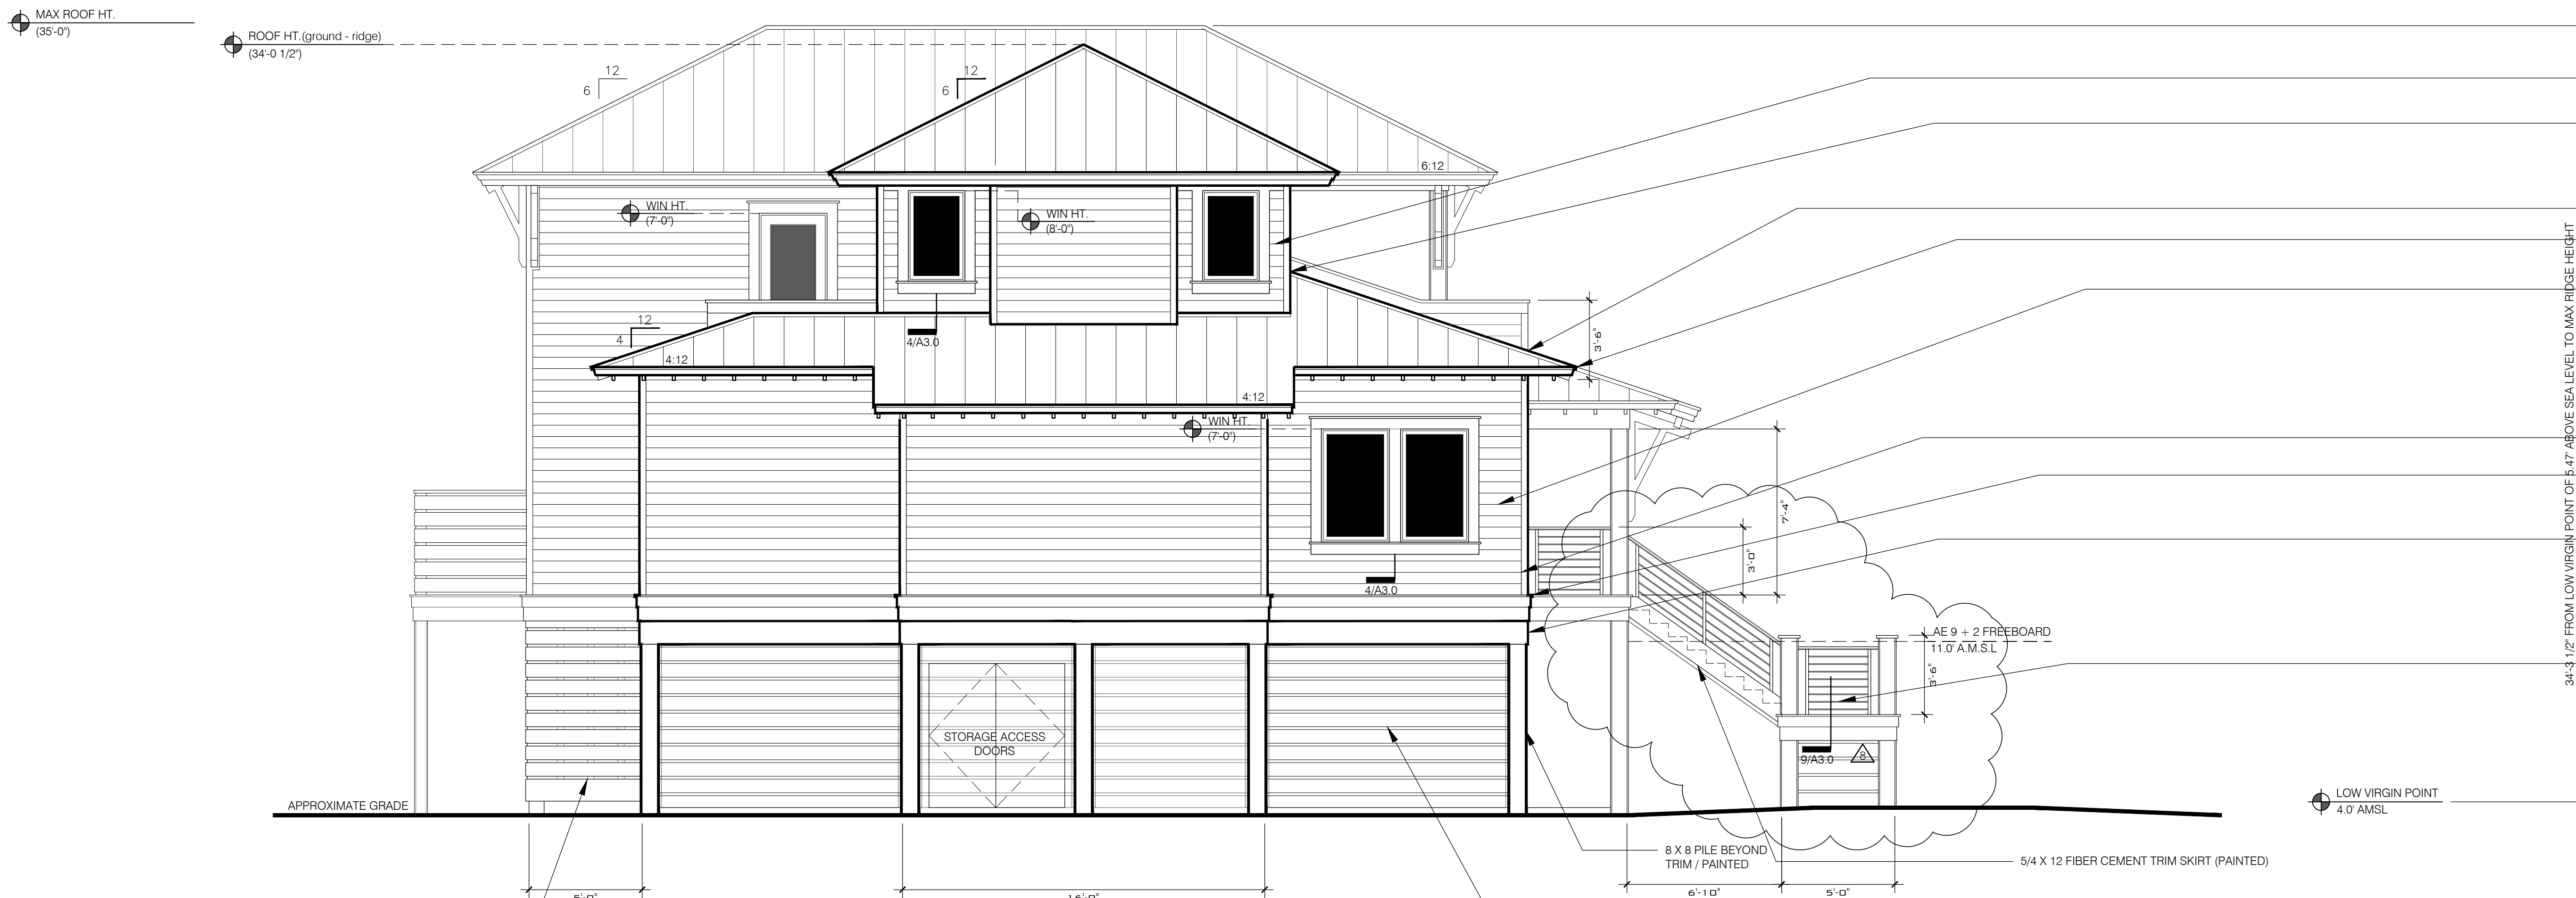 MAX ROOF HT.
(35'-0")
ROOF HT.(ground - ridge)
(34'-0 1/2")
12
6
12
6
6:12
WIN HT.
(7'-0")
WIN HT.
(8'-0")
4/A3.0
12
4
4:12
4:12
3'-6"
WIN HT.
(7'-0")
4/A3.0
7'-4"
3'-0"
34'-3 1/2" FROM LOW VIRGIN POINT OF 5.47' ABOVE SEA LEVEL TO MAX RIDGE HEIGHT
AE 9 + 2 FREEBOARD
11.0' A.M.S.L
3'-6"
STORAGE ACCESS
DOORS
9/A3.0
8
APPROXIMATE GRADE
LOW VIRGIN POINT
4.0' AMSL
8 X 8 PILE BEYOND
TRIM / PAINTED
5/4 X 12 FIBER CEMENT TRIM SKIRT (PAINTED)
5'-0"
16'-0"
6'-10"
5'-0"